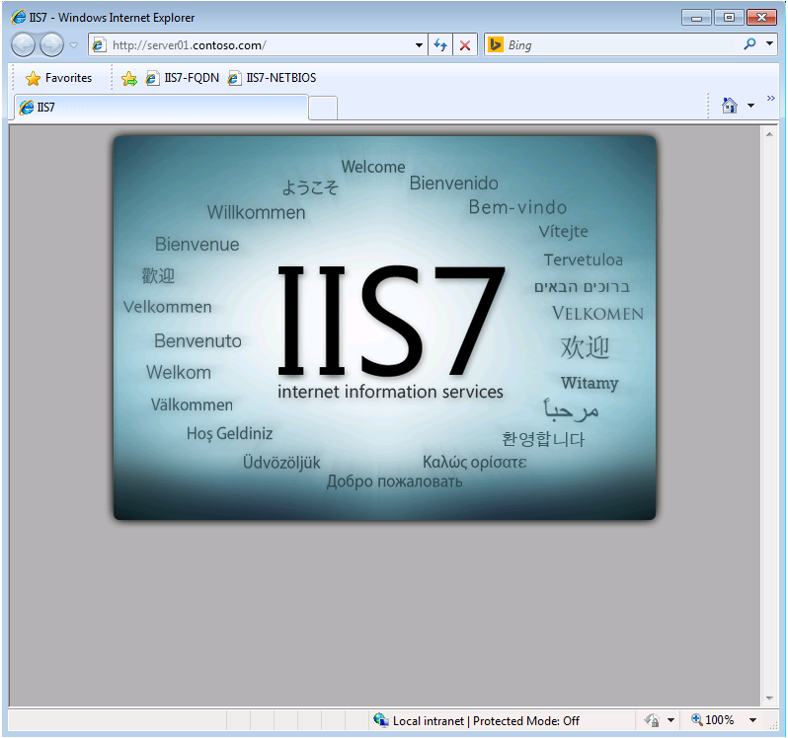 IIS7 - Windows Internet Explorer
http://server01.contoso.com/
Bing
Favorites
IIS7-FQDN
IIS7-NETBIOS
IIS7
Welcome
ようこそ
Bienvenido
Willkommen
Bem-vindo
Bienvenue
Vítejte
歡迎
Tervetuloa
ברוכים הבאים
Velkommen
VELKOMEN
Benvenuto
欢迎
Welkom
Witamy
Välkommen
مرحباً
Hoş Geldiniz
환영합니다
Üdvözöljük
Καλώς ορίσατε
Добро пожаловать
IIS7
internet information services
Local intranet | Protected Mode: Off
100%